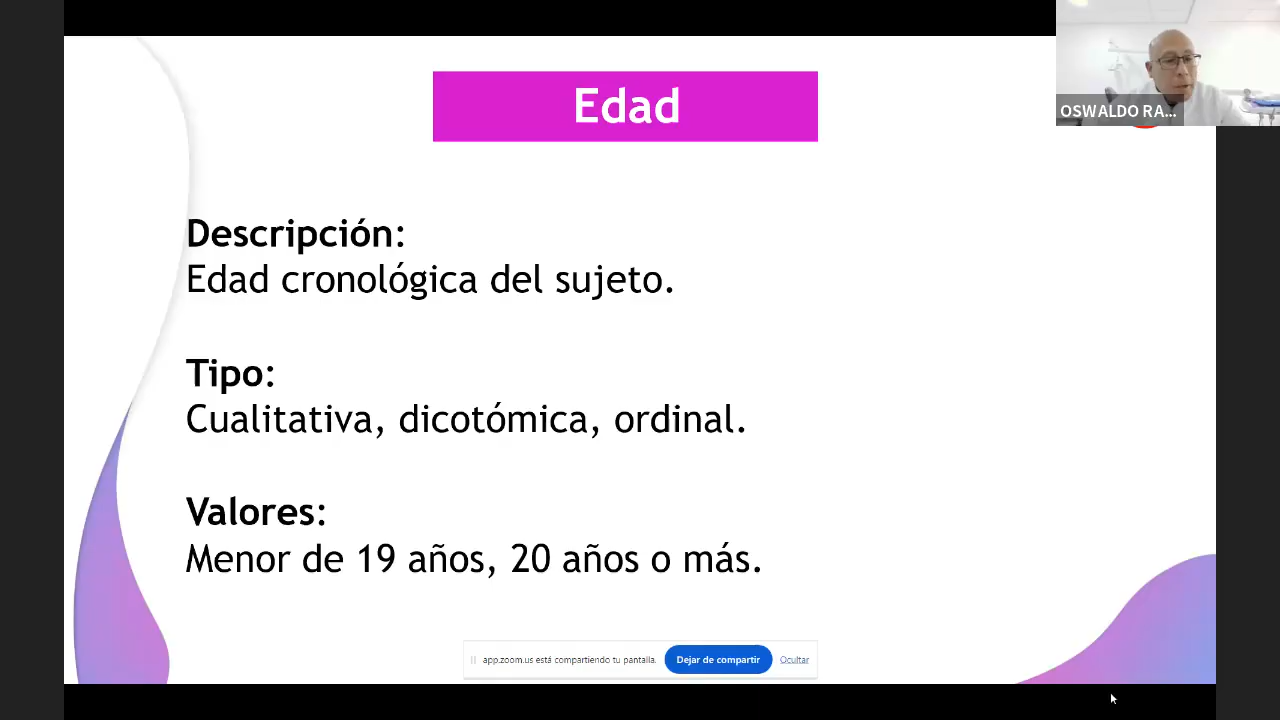 Edad
OSWALDO RA...
Descripción:
Edad cronológica del sujeto.
Tipo:
Cualitativa, dicotómica, ordinal.
Valores:
Menor de 19 años, 20 años o más.
app.zoom.us está compartiendo tu pantalla.
Dejar de compartir
Ocultar